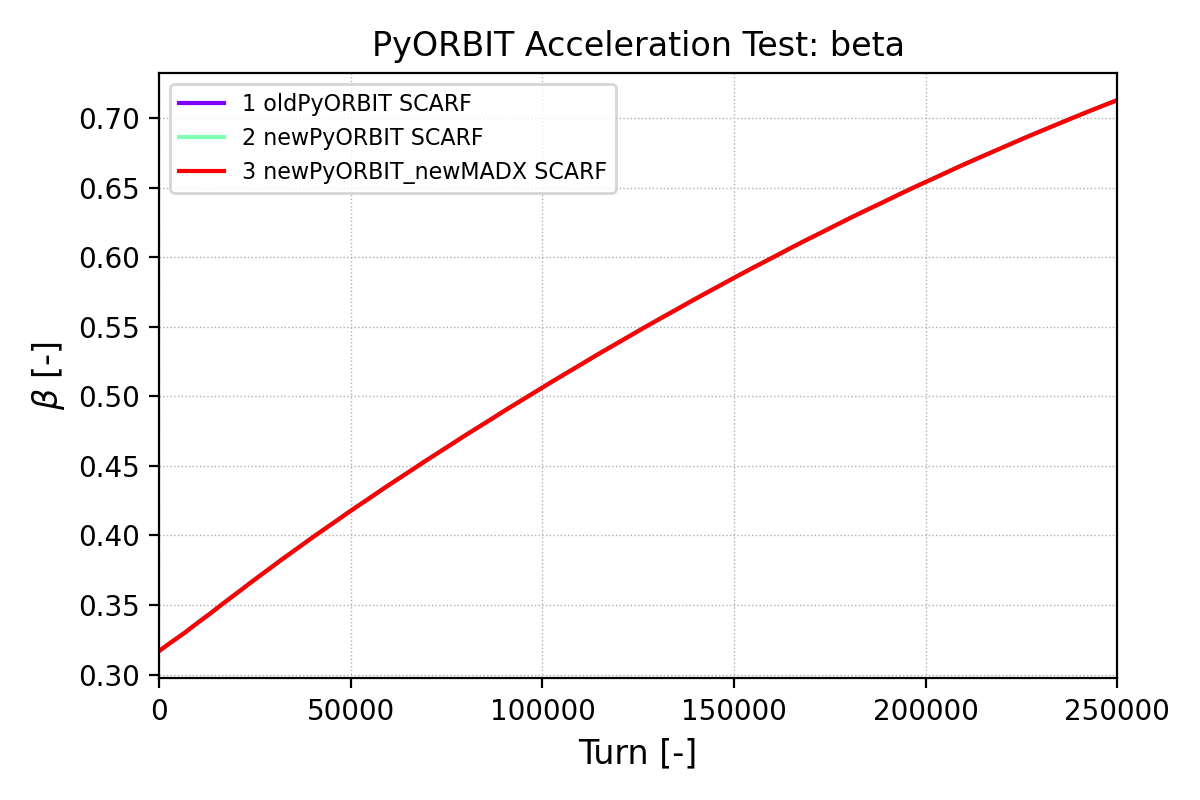 PyORBIT Acceleration Test: beta
1 oldPyORBIT SCARF
2 newPyORBIT SCARF
3 newPyORBIT_newMADX SCARF
0.70
0.65
0.60
0.55
0.50
0.45
0.40
0.35
0.30
β [-]
0 50000 100000 150000 200000 250000
Turn [-]